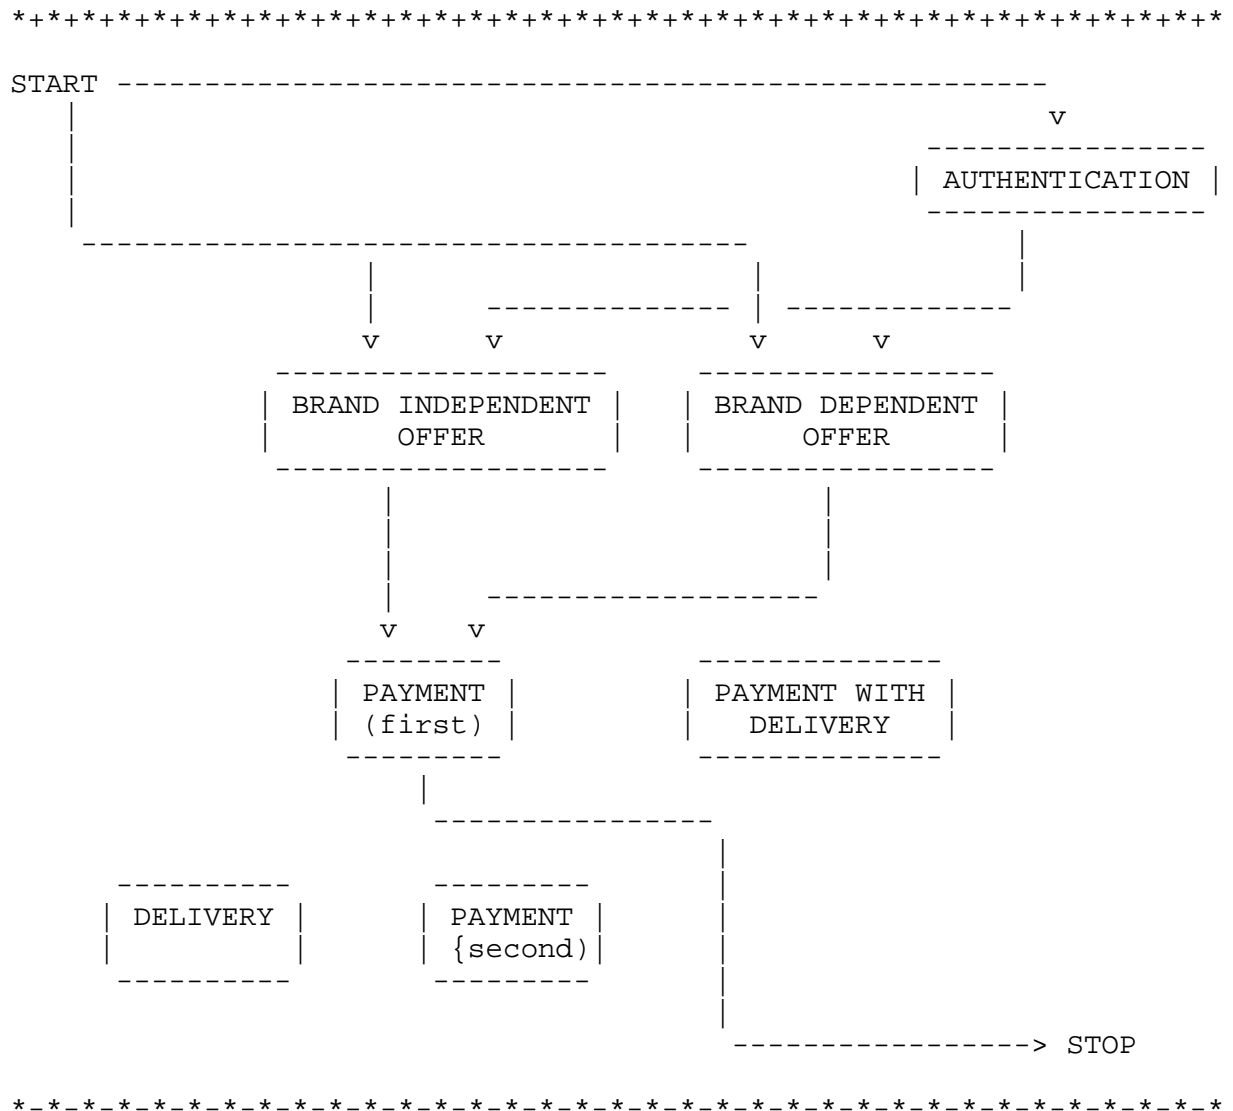 *+*+*+*+*+*+*+*+*+*+*+*+*+*+*+*+*+*+*+*+*+*+*+*+*+*+*+*+*+*+*+*+*+*+*
START -----------------------------------------------------
v
----------------
| AUTHENTICATION |
----------------
--------------------------------------
-------------- | -------------
v v v v
------------------- -----------------
| BRAND INDEPENDENT | | BRAND DEPENDENT |
| OFFER | | OFFER |
------------------- -----------------
-------------------
v v
--------- --------------
| PAYMENT | | PAYMENT WITH |
| (first) | | DELIVERY |
--------- --------------
----------------
---------- ---------
| DELIVERY | | PAYMENT | |
| | | {second)| |
---------- ---------
-----------------> STOP
*-*-*-*-*-*-*-*-*-*-*-*-*-*-*-*-*-*-*-*-*-*-*-*-*-*-*-*-*-*-*-*-*-*-*